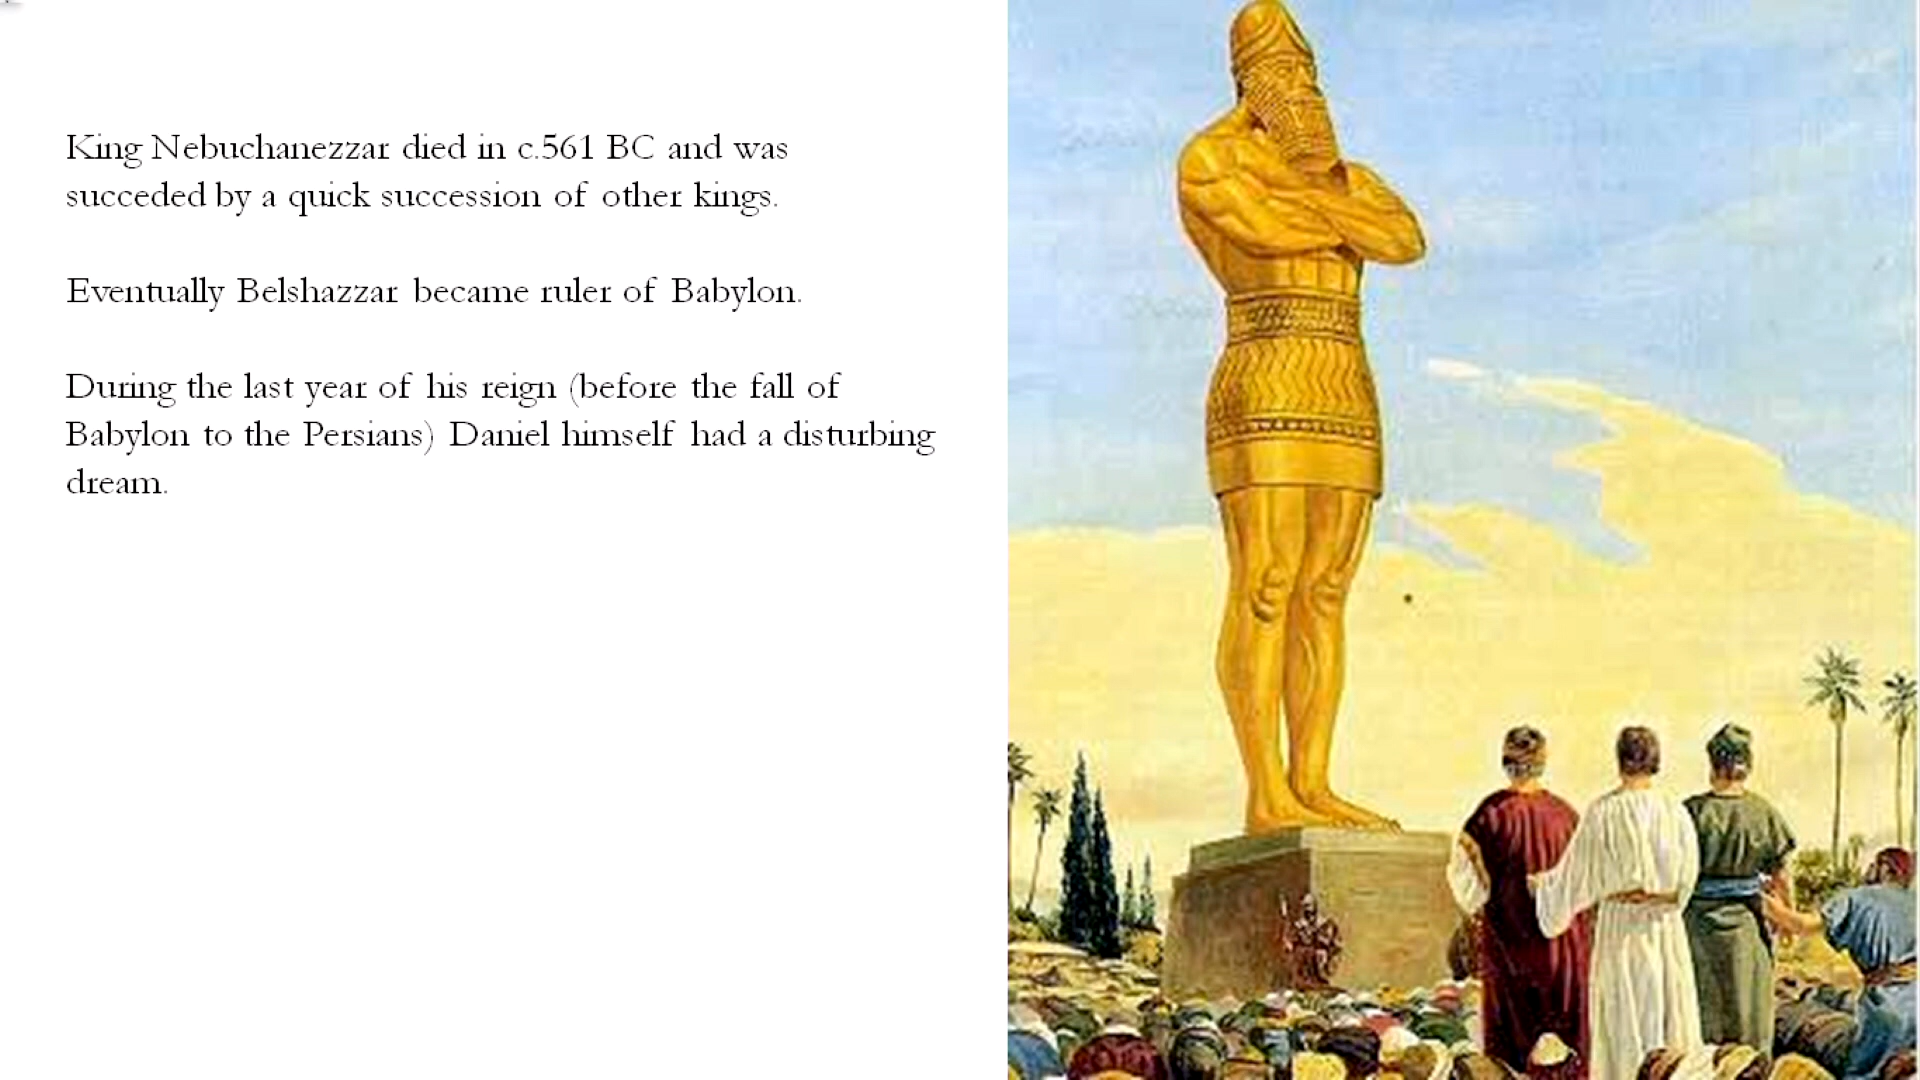 King Nebuchanezzar died in c.561 BC and was
succeded by a quick succession of other kings.
Eventually Belshazzar became ruler of Babylon.
During the last year of his reign (before the fall of
Babylon to the Persians) Daniel himself had a disturbing
dream.